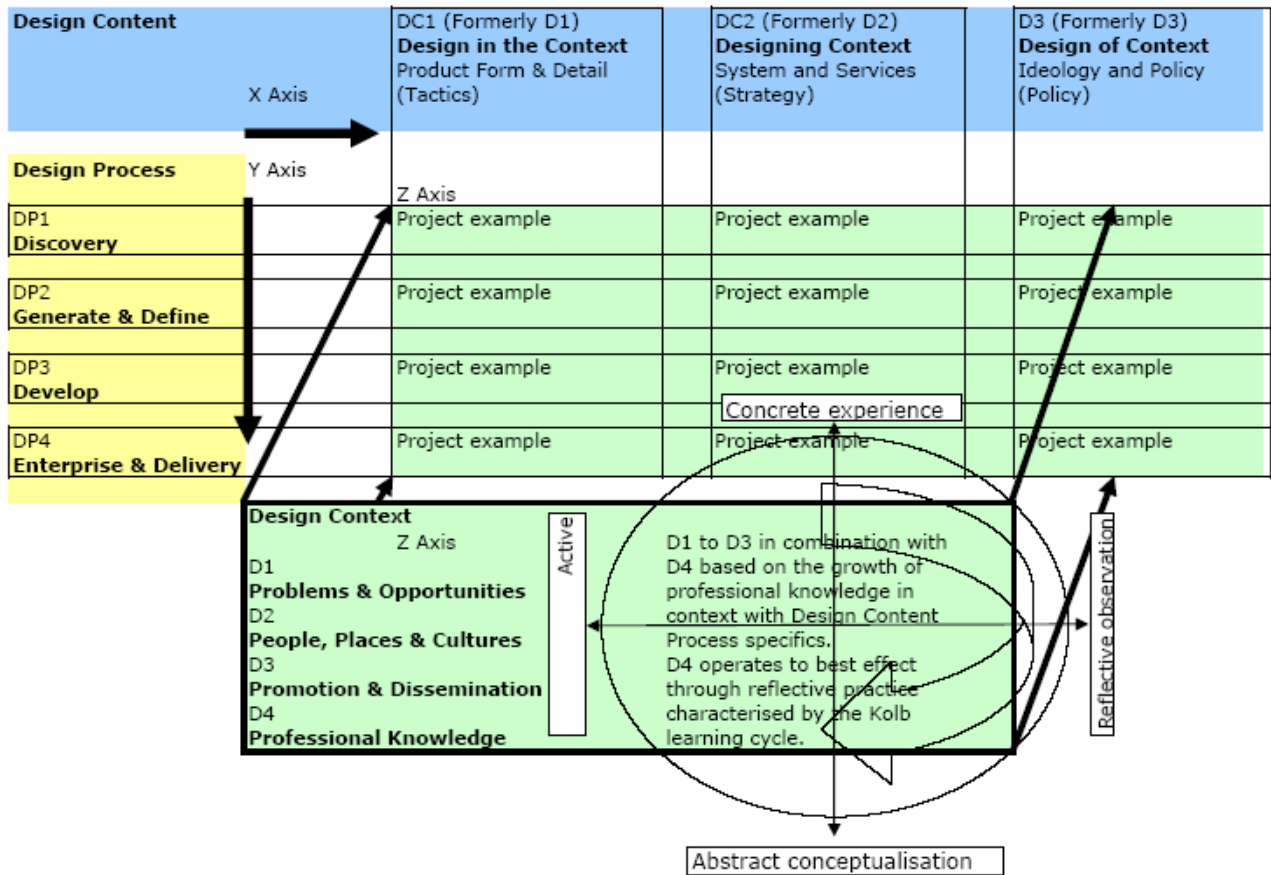 Design Content
DC1 (Formerly D1)
Design in the Context
Product Form & Detail
(Tactics)
DC2 (Formerly D2)
Designing Context
System and Services
(Strategy)
D3 (Formerly D3)
Design of Context
Ideology and Policy
(Policy)
X Axis
Design Process
Y Axis
Z Axis
DP1
Discovery
Project example
Project example
Project example
DP2
Generate & Define
Project example
Project example
Project example
DP3
Develop
Project example
Project example
Project example
Concrete experience
DP4
Enterprise & Delivery
Project example
Project example
Project example
Design Context
Z Axis
D1
Problems & Opportunities
D2
People, Places & Cultures
D3
Promotion & Dissemination
D4
Professional Knowledge
Active
D1 to D3 in combination with
D4 based on the growth of
professional knowledge in
context with Design Content
Process specifics.
D4 operates to best effect
through reflective practice
characterised by the Kolb
learning cycle.
Reflective observation
Abstract conceptualisation